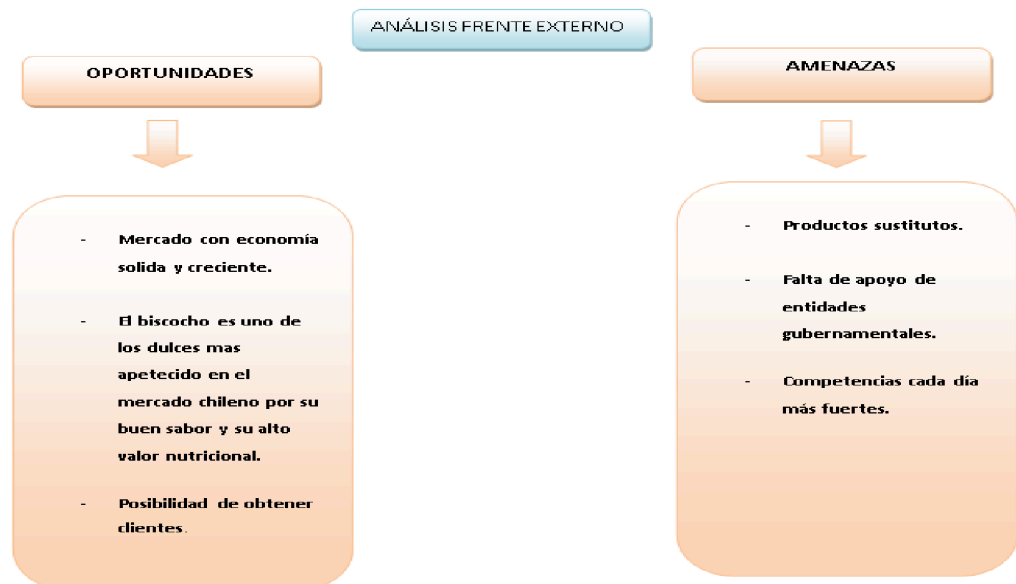 ANÁLISIS FRENTE EXTERNO
OPORTUNIDADES
- Mercado con economía
solida y creciente.
- El biscocho es uno de
los dulces mas
apetecido en el
mercado chileno por su
buen sabor y su alto
valor nutricional.
- Posibilidad de obtener
clientes.
AMENAZAS
- Productos sustitutos.
- Falta de apoyo de
entidades
gubernamentales.
- Competencias cada día
más fuertes.